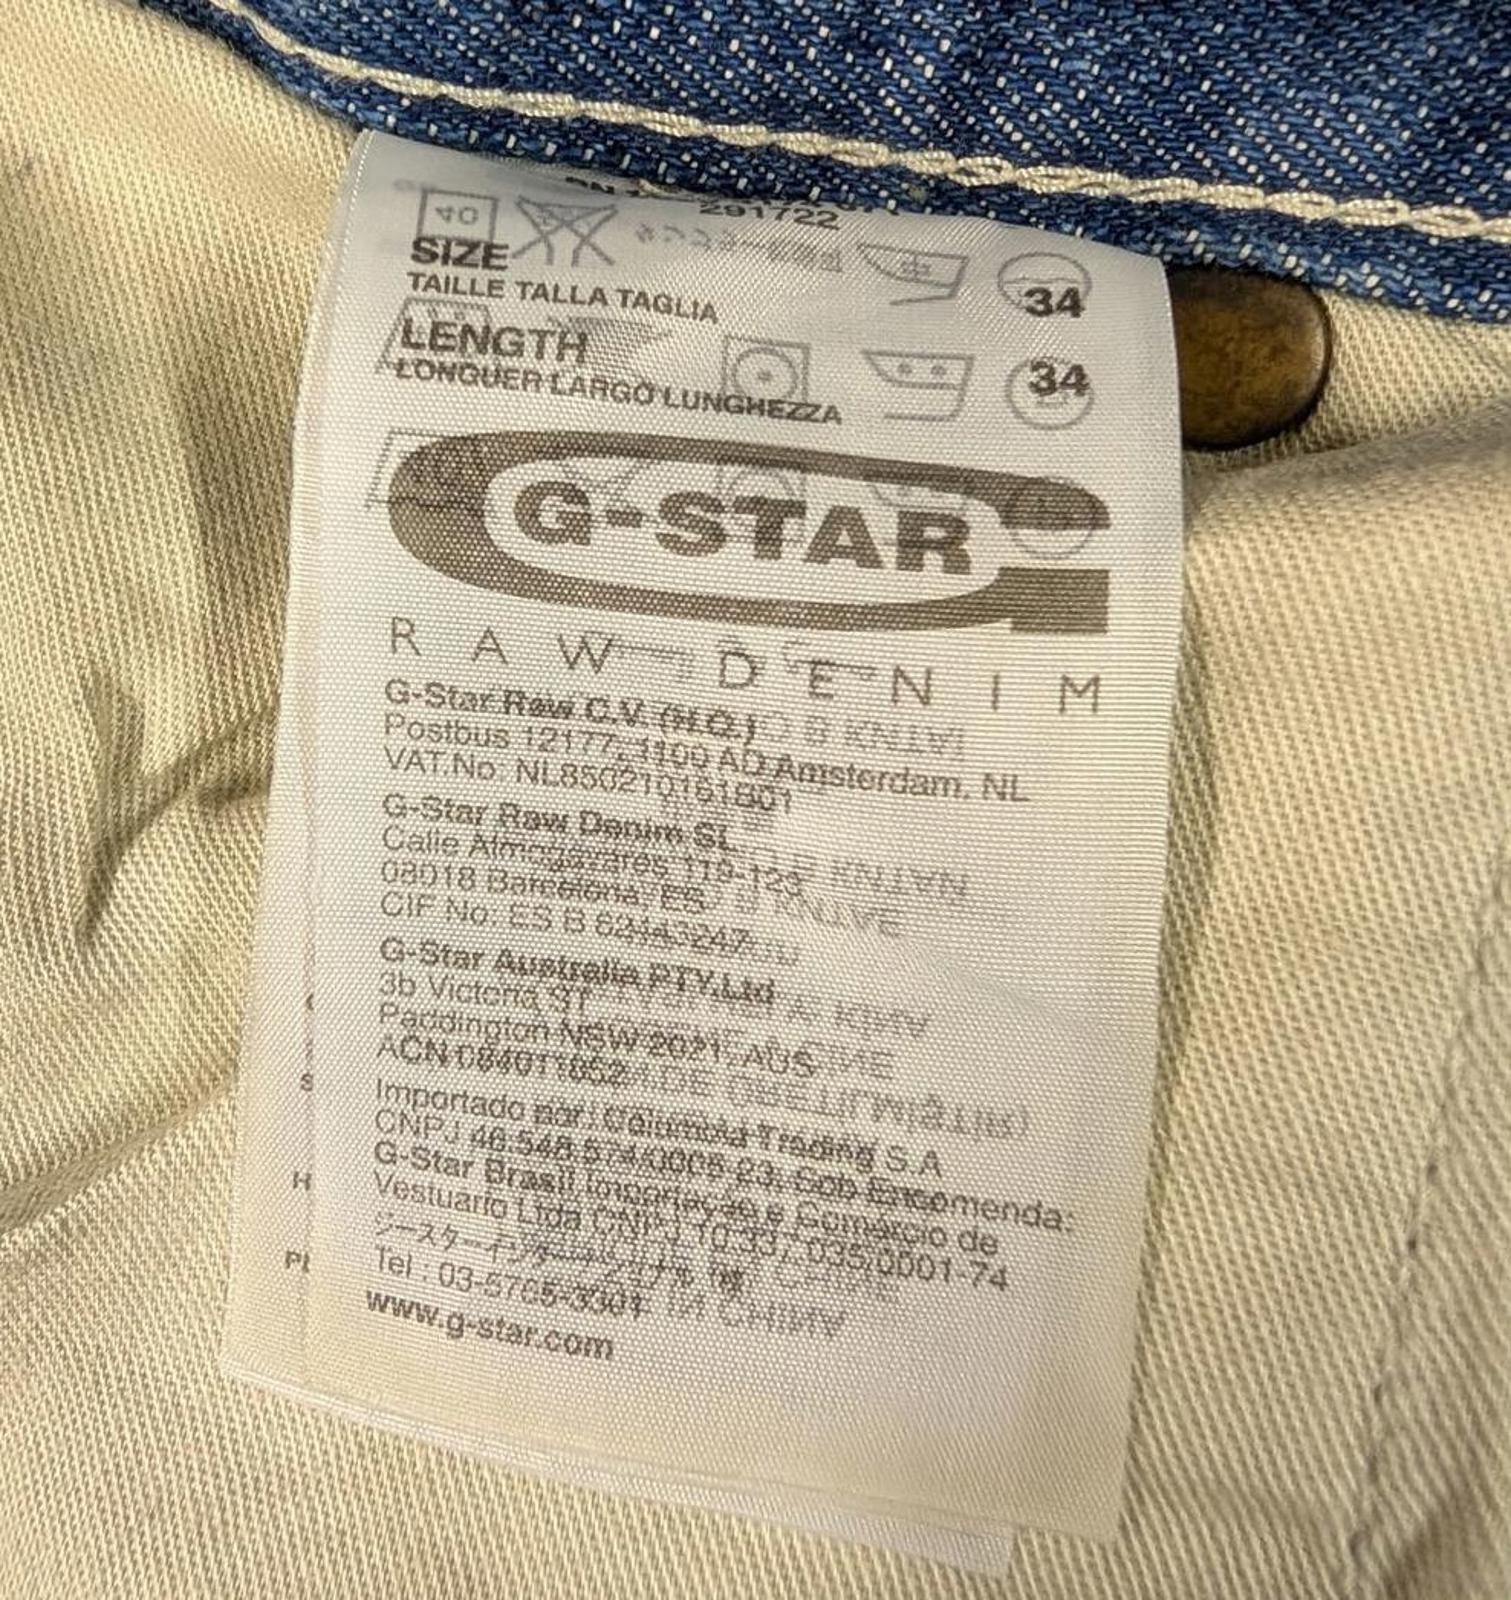 291722
SIZE 34
TAILLE TALLA TAGLIA
LENGTH 34
LONGUER LARGO LUNGHEZZA
G-STAR
RAW DENIM
G-Star Raw C.V. (H.O.)
Postbus 12177, 1100 AD Amsterdam, NL
VAT.No: NL850210161B01
G-Star Raw Denim SL
Calle Almogavares 119-123
08018 Barcelona, ES
CIF No: ES B 62443247
G-Star Australia PTY.Ltd
3b Victoria ST
Paddington NSW 2021, AUS
ACN 084011852
Importado por: Columbia Trading S.A
CNPJ 46.548.574/0005-23, Sob Encomenda:
G-Star Brasil Importação e Comércio de
Vestuario Ltda CNPJ 10.337.035/0001-74
Tel : 03-5765-3301
www.g-star.com